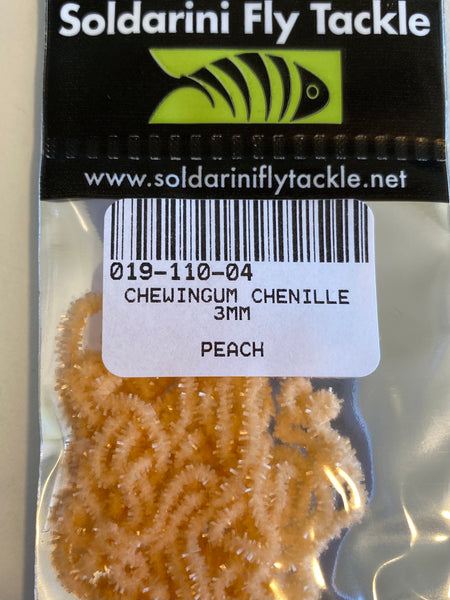 Soldarini Fly Tackle
www.soldariniflytackle.net
019-110-04
CHEWINGUM CHENILLE
3MM
PEACH